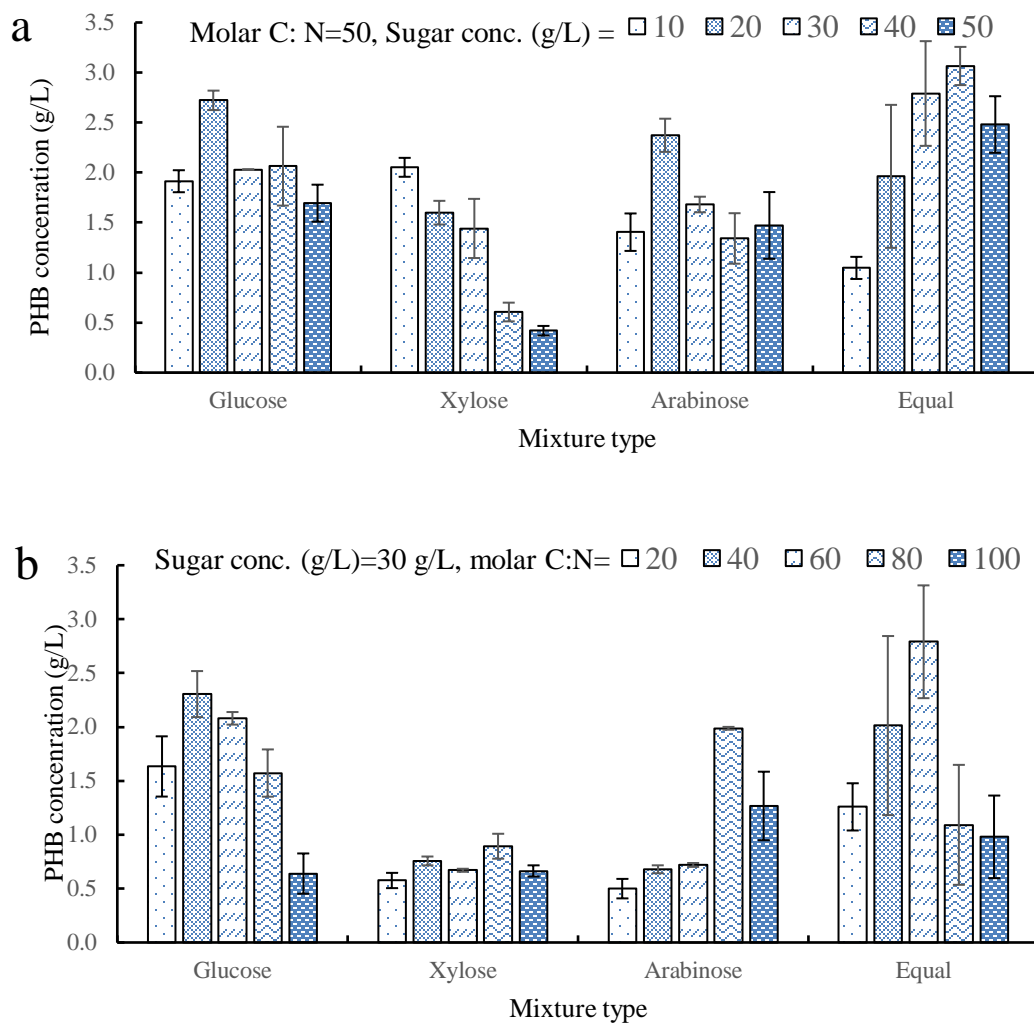 a
Molar C: N=50, Sugar conc. (g/L) = 10 20 30 40 50
PHB concenration (g/L)
3.5
3.0
2.5
2.0
1.5
1.0
0.5
0.0
Glucose Xylose Arabinose Equal
Mixture type
b
Sugar conc. (g/L)=30 g/L, molar C:N= 20 40 60 80 100
PHB concenration (g/L)
3.5
3.0
2.5
2.0
1.5
1.0
0.5
0.0
Glucose Xylose Arabinose Equal
Mixture type